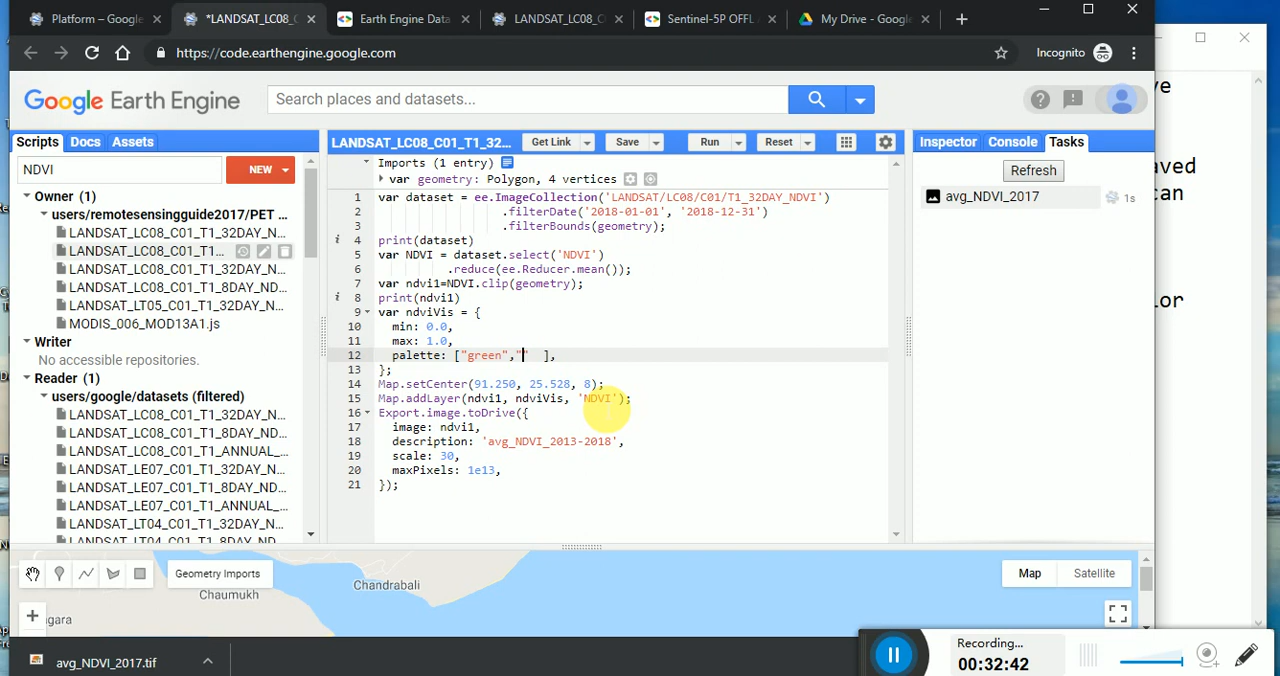 Platform – Google
*LANDSAT_LC08_C
Earth Engine Data
LANDSAT_LC08_C
Sentinel-5P OFFL
My Drive - Google
https://code.earthengine.google.com
Incognito
Google Earth Engine
Search places and datasets...
Scripts Docs Assets
NDVI
NEW
Owner (1)
users/remotesensingguide2017/PET ...
LANDSAT_LC08_C01_T1_32DAY_N...
LANDSAT_LC08_C01_T1...
LANDSAT_LC08_C01_T1_32DAY_N...
LANDSAT_LC08_C01_T1_8DAY_ND...
LANDSAT_LT05_C01_T1_32DAY_N...
MODIS_006_MOD13A1.js
Writer
No accessible repositories.
Reader (1)
users/google/datasets (filtered)
LANDSAT_LC08_C01_T1_32DAY_N...
LANDSAT_LC08_C01_T1_8DAY_ND...
LANDSAT_LC08_C01_T1_ANNUAL_...
LANDSAT_LE07_C01_T1_32DAY_N...
LANDSAT_LE07_C01_T1_8DAY_ND...
LANDSAT_LE07_C01_T1_ANNUAL_...
LANDSAT_LT04_C01_T1_32DAY_N...
LANDSAT_LT04_C01_T1_8DAY_ND...
LANDSAT_LC08_C01_T1_32... Get Link Save Run Reset
Imports (1 entry)
var geometry: Polygon, 4 vertices
1 var dataset = ee.ImageCollection('LANDSAT/LC08/C01/T1_32DAY_NDVI')
2 .filterDate('2018-01-01', '2018-12-31')
3 .filterBounds(geometry);
i 4 print(dataset)
5 var NDVI = dataset.select('NDVI')
6 .reduce(ee.Reducer.mean());
7 var ndvi1=NDVI.clip(geometry);
i 8 print(ndvi1)
9 var ndviVis = {
10 min: 0.0,
11 max: 1.0,
12 palette: ["green","" ],
13 };
14 Map.setCenter(91.250, 25.528, 8);
15 Map.addLayer(ndvi1, ndviVis, 'NDVI');
16 Export.image.toDrive({
17 image: ndvi1,
18 description: 'avg_NDVI_2013-2018',
19 scale: 30,
20 maxPixels: 1e13,
21 });
Inspector Console Tasks
Refresh
avg_NDVI_2017 1s
ve
aved
can
or
Geometry Imports
Chaumukh
agara
Chandrabali
Map Satellite
avg_NDVI_2017.tif
Recording...
00:32:42